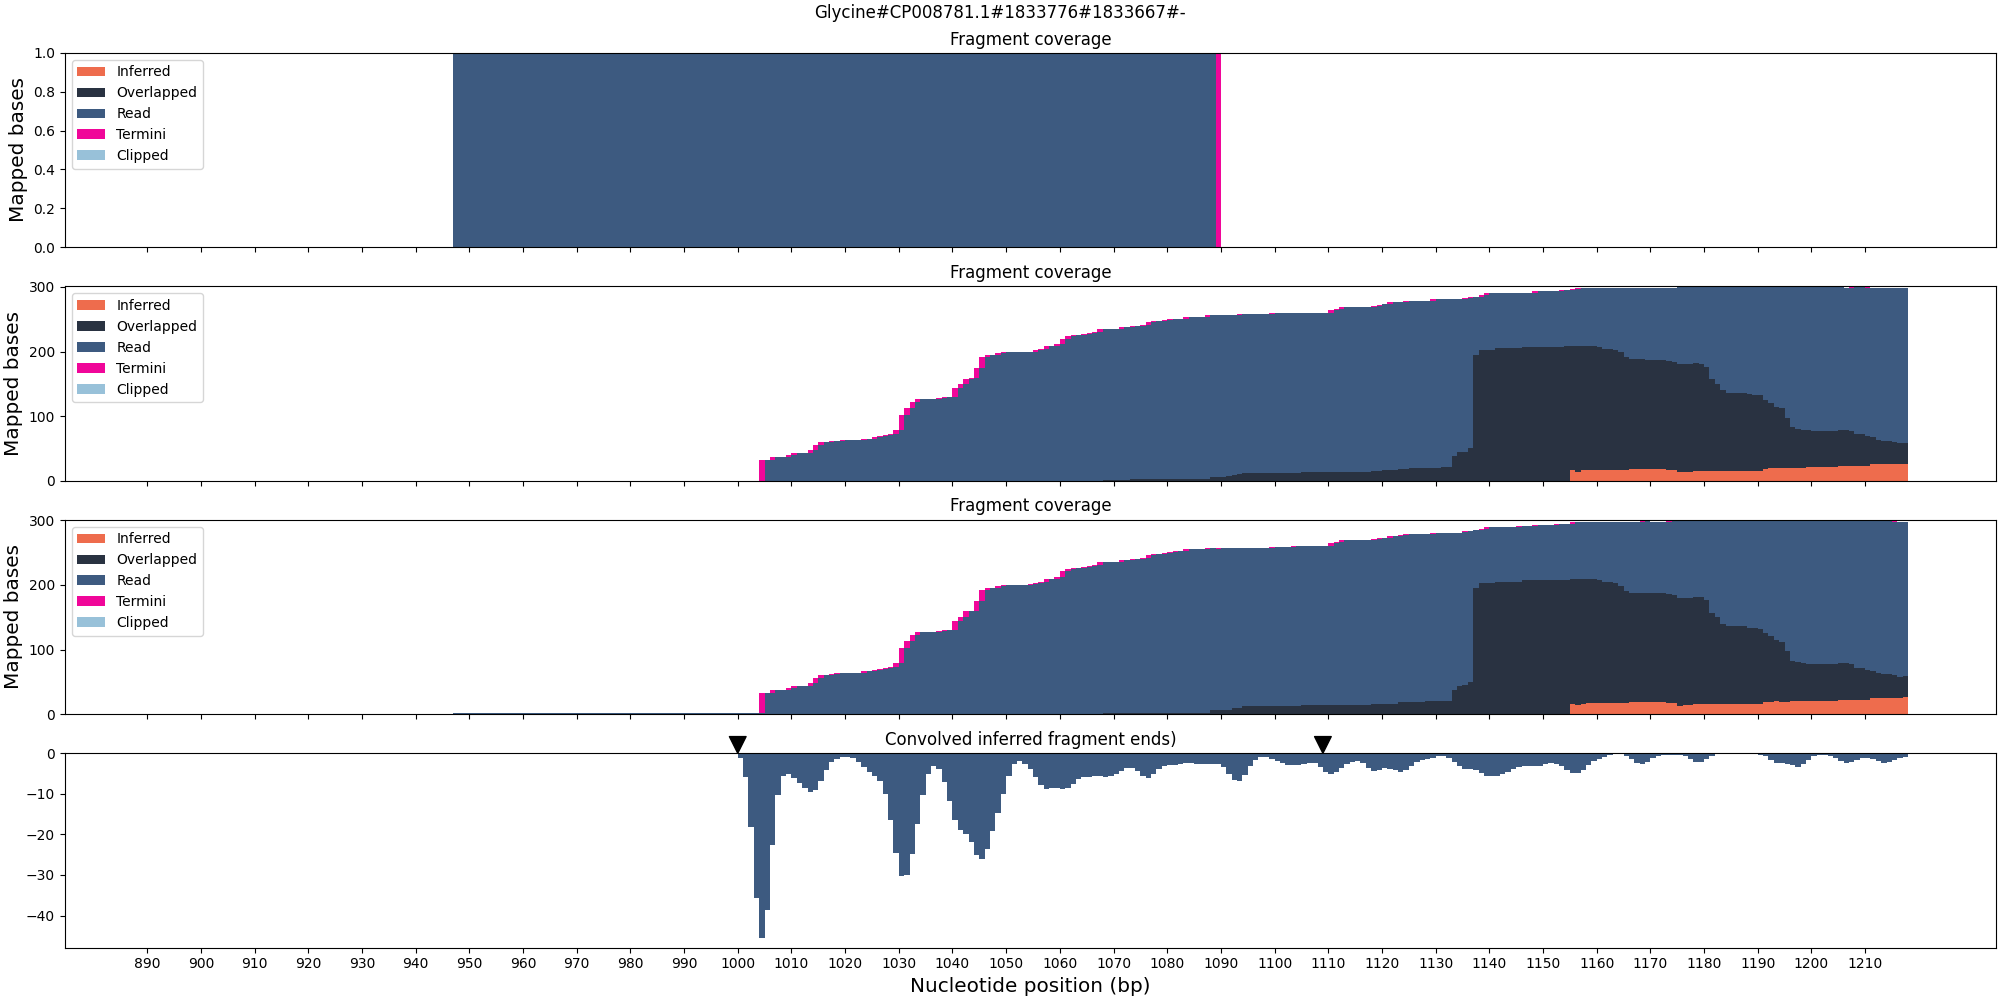 Glycine#CP008781.1#1833776#1833667#-
Fragment coverage
Mapped bases
1.0
0.8
0.6
0.4
0.2
0.0
Inferred
Overlapped
Read
Termini
Clipped
Fragment coverage
Mapped bases
300
200
100
0
Inferred
Overlapped
Read
Termini
Clipped
Fragment coverage
Mapped bases
300
200
100
0
Inferred
Overlapped
Read
Termini
Clipped
Convolved inferred fragment ends)
0
−10
−20
−30
−40
890 900 910 920 930 940 950 960 970 980 990 1000 1010 1020 1030 1040 1050 1060 1070 1080 1090 1100 1110 1120 1130 1140 1150 1160 1170 1180 1190 1200 1210
Nucleotide position (bp)